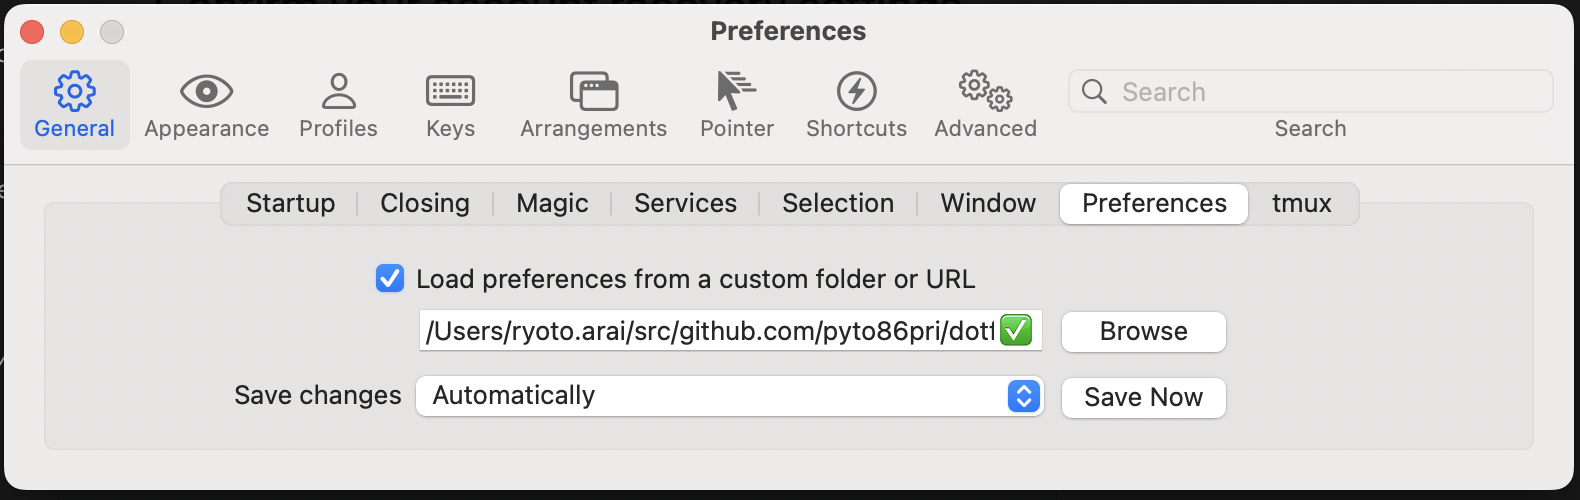 Preferences
General Appearance Profiles Keys Arrangements Pointer Shortcuts Advanced Search
Search
Startup Closing Magic Services Selection Window Preferences tmux
Load preferences from a custom folder or URL
/Users/ryoto.arai/src/github.com/pyto86pri/dotf Browse
Save changes Automatically Save Now